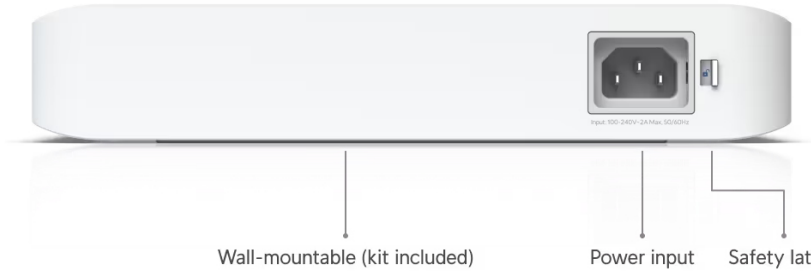 Input: 100-240V~2A Max. 50/60Hz
Wall-mountable (kit included)
Power input
Safety lat